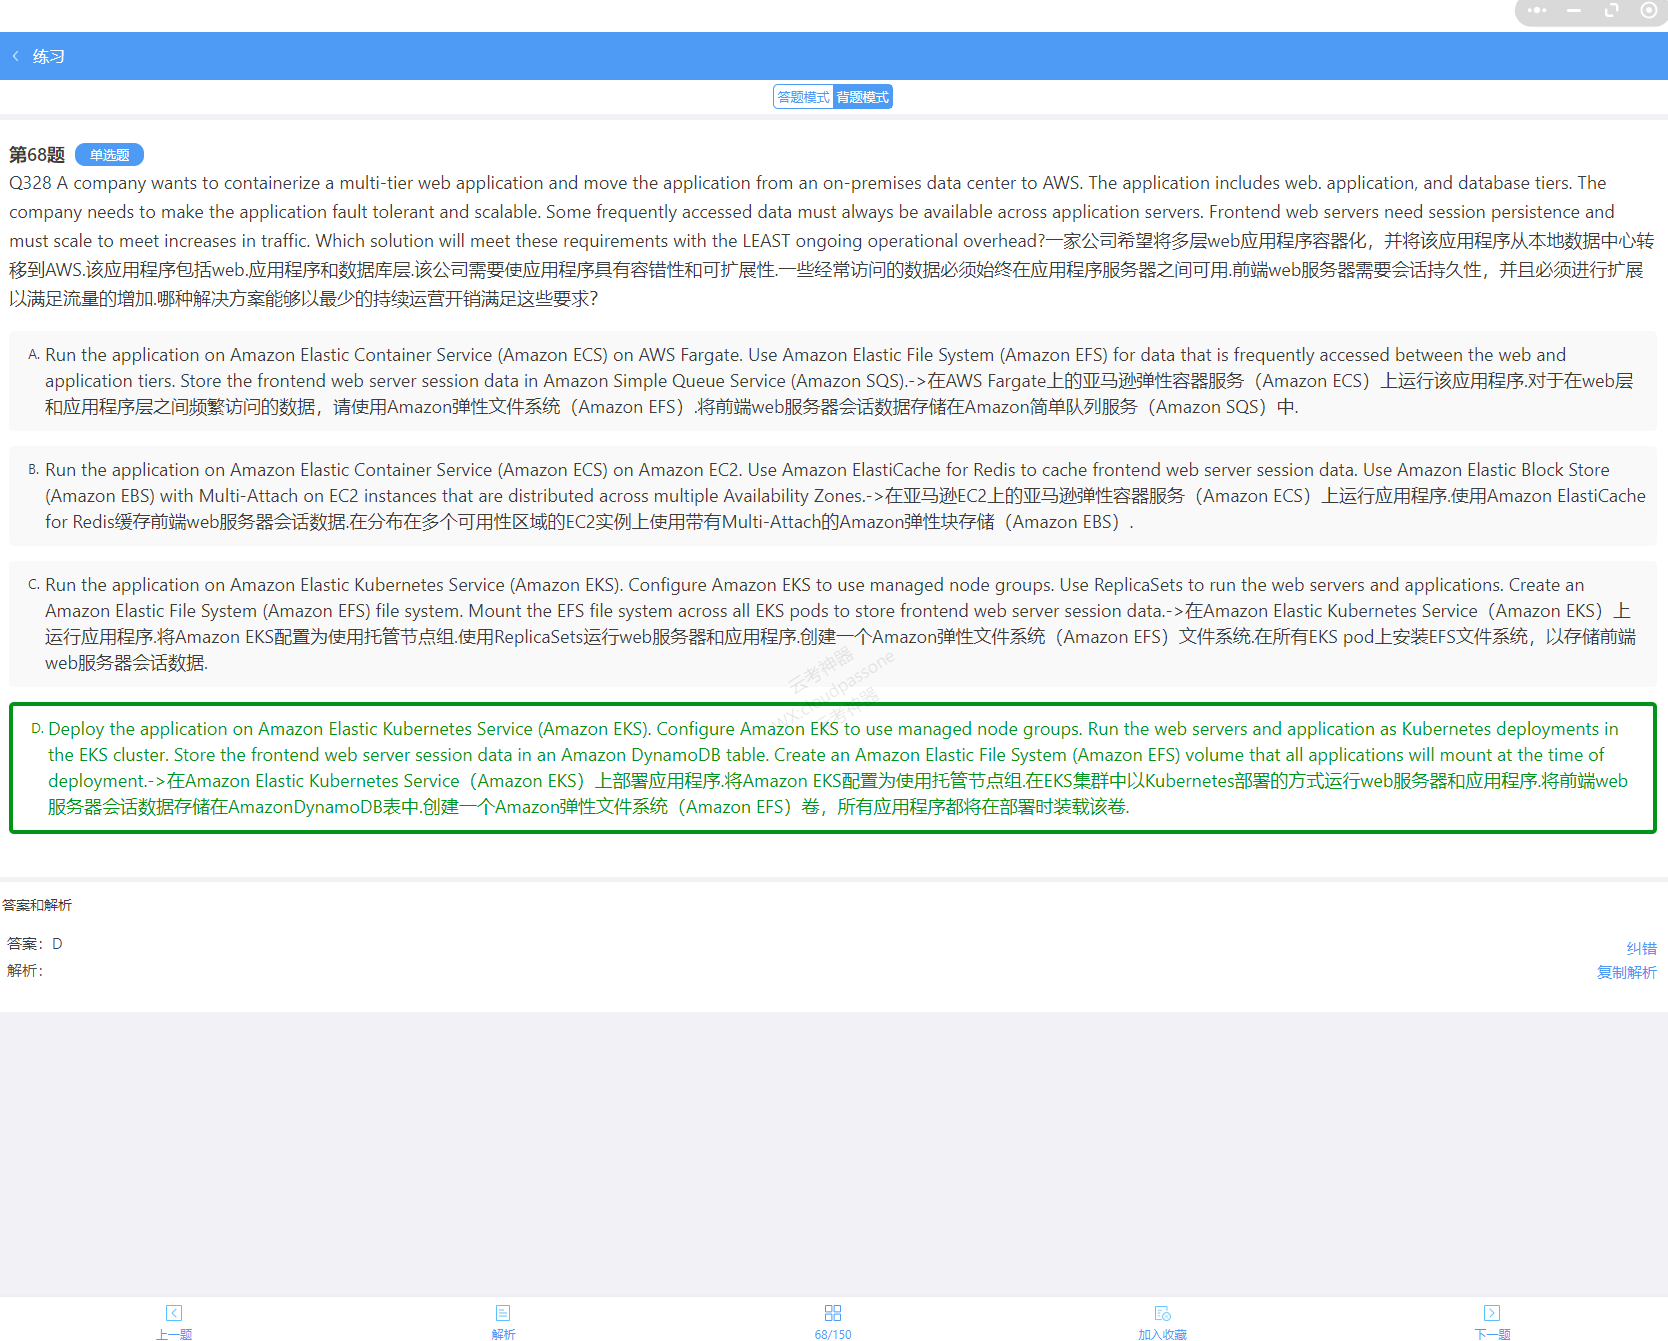 练习
答题模式 背题模式
第68题 单选题
Q328 A company wants to containerize a multi-tier web application and move the application from an on-premises data center to AWS. The application includes web. application, and database tiers. The
company needs to make the application fault tolerant and scalable. Some frequently accessed data must always be available across application servers. Frontend web servers need session persistence and
must scale to meet increases in traffic. Which solution will meet these requirements with the LEAST ongoing operational overhead?一家公司希望将多层web应用程序容器化，并将该应用程序从本地数据中心转
移到AWS.该应用程序包括web.应用程序和数据库层.该公司需要使应用程序具有容错性和可扩展性.一些经常访问的数据必须始终在应用程序服务器之间可用.前端web服务器需要会话持久性，并且必须进行扩展
以满足流量的增加.哪种解决方案能够以最少的持续运营开销满足这些要求？
A. Run the application on Amazon Elastic Container Service (Amazon ECS) on AWS Fargate. Use Amazon Elastic File System (Amazon EFS) for data that is frequently accessed between the web and
application tiers. Store the frontend web server session data in Amazon Simple Queue Service (Amazon SQS).->在AWS Fargate上的亚马逊弹性容器服务（Amazon ECS）上运行该应用程序.对于在web层
和应用程序层之间频繁访问的数据，请使用Amazon弹性文件系统（Amazon EFS）.将前端web服务器会话数据存储在Amazon简单队列服务（Amazon SQS）中.
B. Run the application on Amazon Elastic Container Service (Amazon ECS) on Amazon EC2. Use Amazon ElastiCache for Redis to cache frontend web server session data. Use Amazon Elastic Block Store
(Amazon EBS) with Multi-Attach on EC2 instances that are distributed across multiple Availability Zones.->在亚马逊EC2上的亚马逊弹性容器服务（Amazon ECS）上运行应用程序.使用Amazon ElastiCache
for Redis缓存前端web服务器会话数据.在分布在多个可用性区域的EC2实例上使用带有Multi-Attach的Amazon弹性块存储（Amazon EBS）.
C. Run the application on Amazon Elastic Kubernetes Service (Amazon EKS). Configure Amazon EKS to use managed node groups. Use ReplicaSets to run the web servers and applications. Create an
Amazon Elastic File System (Amazon EFS) file system. Mount the EFS file system across all EKS pods to store frontend web server session data.->在Amazon Elastic Kubernetes Service（Amazon EKS）上
运行应用程序.将Amazon EKS配置为使用托管节点组.使用ReplicaSets运行web服务器和应用程序.创建一个Amazon弹性文件系统（Amazon EFS）文件系统.在所有EKS pod上安装EFS文件系统，以存储前端
web服务器会话数据.
云考神器
WX:cloudpassone
云考神器
D. Deploy the application on Amazon Elastic Kubernetes Service (Amazon EKS). Configure Amazon EKS to use managed node groups. Run the web servers and application as Kubernetes deployments in
the EKS cluster. Store the frontend web server session data in an Amazon DynamoDB table. Create an Amazon Elastic File System (Amazon EFS) volume that all applications will mount at the time of
deployment.->在Amazon Elastic Kubernetes Service（Amazon EKS）上部署应用程序.将Amazon EKS配置为使用托管节点组.在EKS集群中以Kubernetes部署的方式运行web服务器和应用程序.将前端web
服务器会话数据存储在AmazonDynamoDB表中.创建一个Amazon弹性文件系统（Amazon EFS）卷，所有应用程序都将在部署时装载该卷.
答案和解析
答案：D
纠错
解析：
复制解析
上一题 解析 68/150 加入收藏 下一题